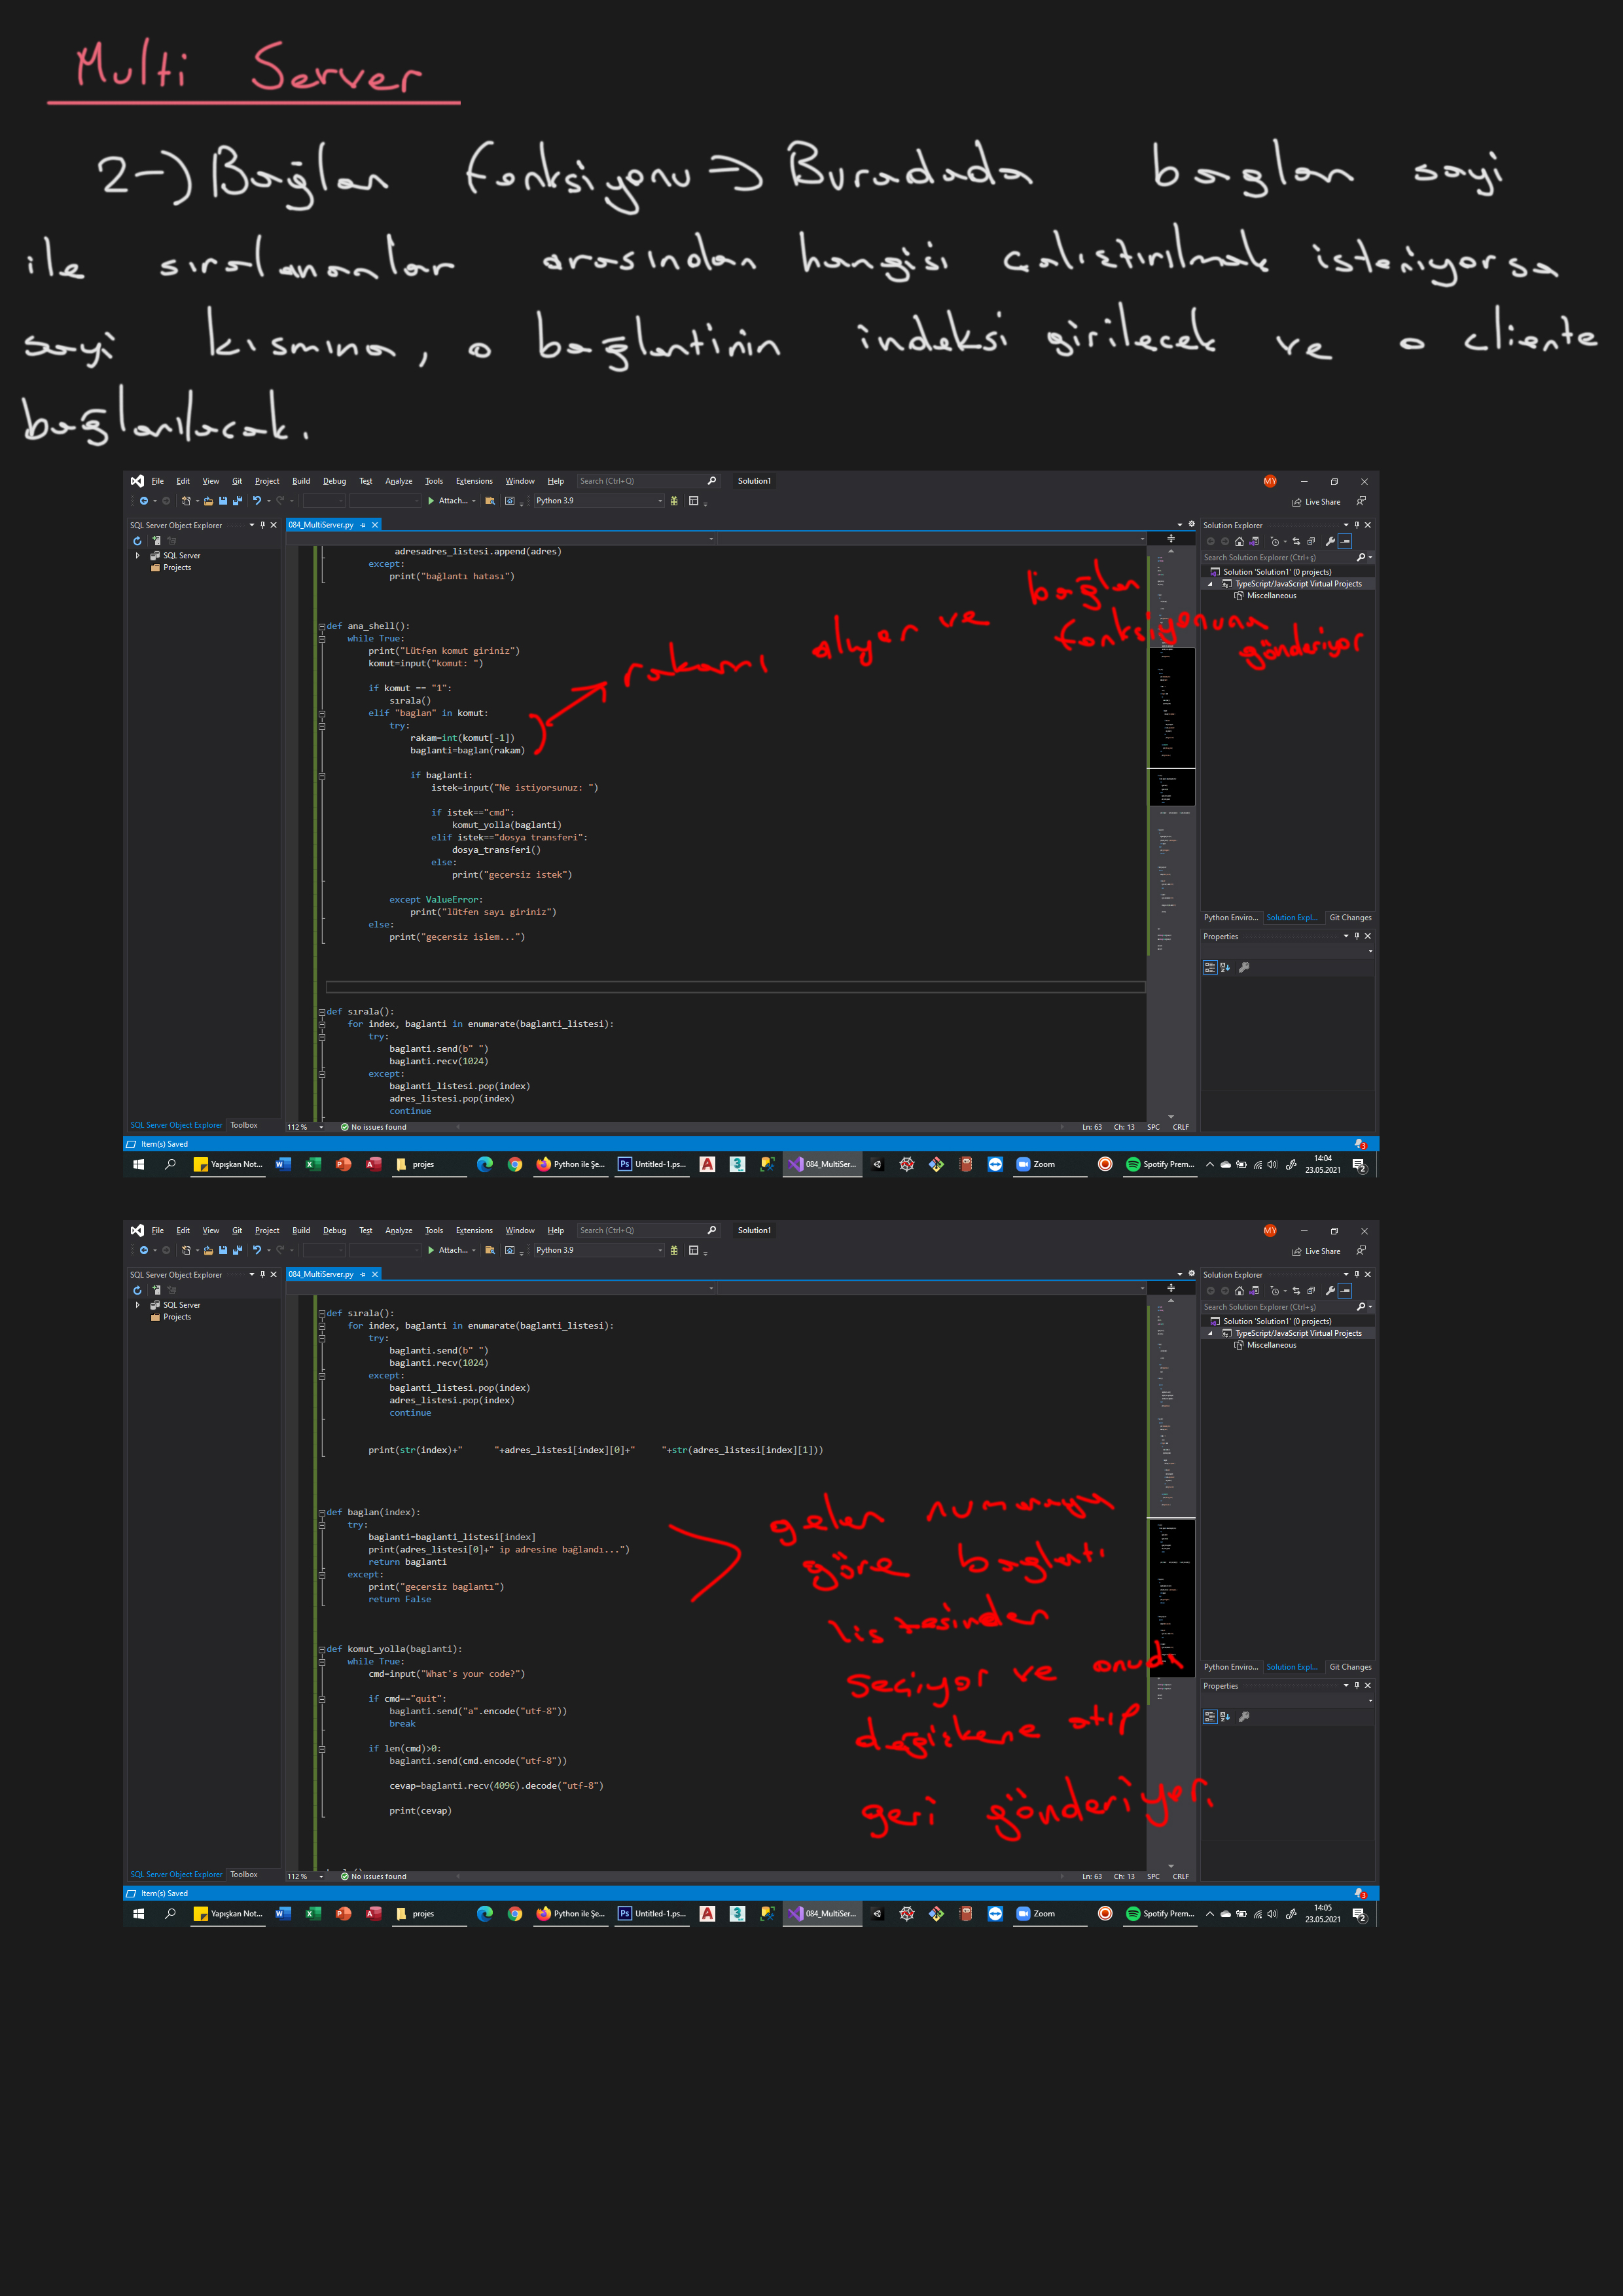 Multi Server
2-) Bağlan fonksiyonu => Buradada baglan sayi
ile sıralananlar arasından hangisi çalıştırılmak isteniyorsa
sayi kısmına, o bağlantinin indeksi girilecek ve o cliente
bağlanılacak.
File Edit View Git Project Build Debug Test Analyze Tools Extensions Window Help Search (Ctrl+Q) Solution1 MY
Attach... Python 3.9 Live Share
SQL Server Object Explorer 084_MultiServer.py Solution Explorer
Search Solution Explorer (Ctrl+ş)
SQL Server
Projects
Solution 'Solution1' (0 projects)
TypeScript/JavaScript Virtual Projects
Miscellaneous
adresadres_listesi.append(adres)
except:
print("bağlantı hatası")
def ana_shell():
while True:
print("Lütfen komut giriniz")
komut=input("komut: ")
if komut == "1":
sırala()
elif "baglan" in komut:
try:
rakam=int(komut[-1])
baglanti=baglan(rakam)
rakamı alıyor ve bağlan
fonksiyonuna
gönderiyor
if baglanti:
istek=input("Ne istiyorsunuz: ")
if istek=="cmd":
komut_yolla(baglanti)
elif istek=="dosya transferi":
dosya_transferi()
else:
print("geçersiz istek")
except ValueError:
print("lütfen sayı giriniz")
else:
print("geçersiz işlem...")
def sırala():
for index, baglanti in enumarate(baglanti_listesi):
try:
baglanti.send(b" ")
baglanti.recv(1024)
except:
baglanti_listesi.pop(index)
adres_listesi.pop(index)
continue
Python Enviro... Solution Expl... Git Changes
Properties
SQL Server Object Explorer Toolbox 112 % No issues found Ln: 63 Ch: 13 SPC CRLF
Item(s) Saved 3
Yapışkan Not... projes Python ile Şe... Untitled-1.ps... 084_MultiSer... Zoom Spotify Prem... 14:04
23.05.2021 2
File Edit View Git Project Build Debug Test Analyze Tools Extensions Window Help Search (Ctrl+Q) Solution1 MY
Attach... Python 3.9 Live Share
SQL Server Object Explorer 084_MultiServer.py Solution Explorer
Search Solution Explorer (Ctrl+ş)
SQL Server
Projects
Solution 'Solution1' (0 projects)
TypeScript/JavaScript Virtual Projects
Miscellaneous
def sırala():
for index, baglanti in enumarate(baglanti_listesi):
try:
baglanti.send(b" ")
baglanti.recv(1024)
except:
baglanti_listesi.pop(index)
adres_listesi.pop(index)
continue
print(str(index)+" "+adres_listesi[index][0]+" "+str(adres_listesi[index][1]))
def baglan(index):
try:
baglanti=baglanti_listesi[index]
print(adres_listesi[0]+" ip adresine bağlandı...")
return baglanti
except:
print("geçersiz baglantı")
return False
gelen numaraya
göre baglantı
listesinden
seçiyor ve onuda
değişkene atıp
geri gönderiyor.
def komut_yolla(baglanti):
while True:
cmd=input("What's your code?")
if cmd=="quit":
baglanti.send("a".encode("utf-8"))
break
if len(cmd)>0:
baglanti.send(cmd.encode("utf-8"))
cevap=baglanti.recv(4096).decode("utf-8")
print(cevap)
Python Enviro... Solution Expl... Git Changes
Properties
SQL Server Object Explorer Toolbox 112 % No issues found Ln: 63 Ch: 13 SPC CRLF
Item(s) Saved 3
Yapışkan Not... projes Python ile Şe... Untitled-1.ps... 084_MultiSer... Zoom Spotify Prem... 14:05
23.05.2021 2